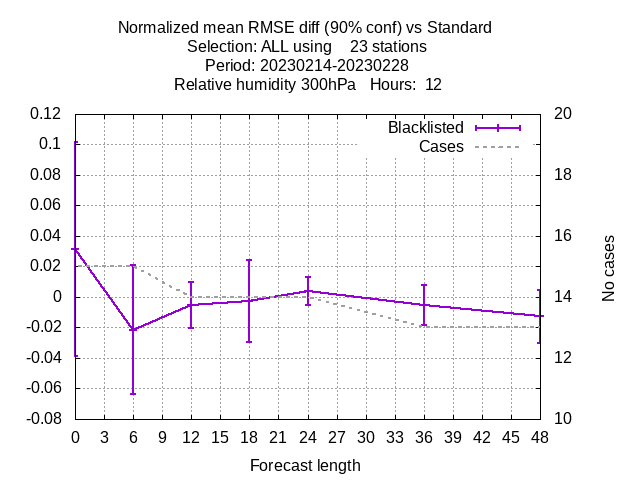 Normalized mean RMSE diff (90% conf) vs Standard
Selection: ALL using    23 stations
Period: 20230214-20230228
Relative humidity 300hPa   Hours:  12
0.12
0.1
0.08
0.06
0.04
0.02
0
-0.02
-0.04
-0.06
-0.08
Blacklisted
Cases
20
18
16
14
12
10
No cases
0 3 6 9 12 15 18 21 24 27 30 33 36 39 42 45 48
Forecast length